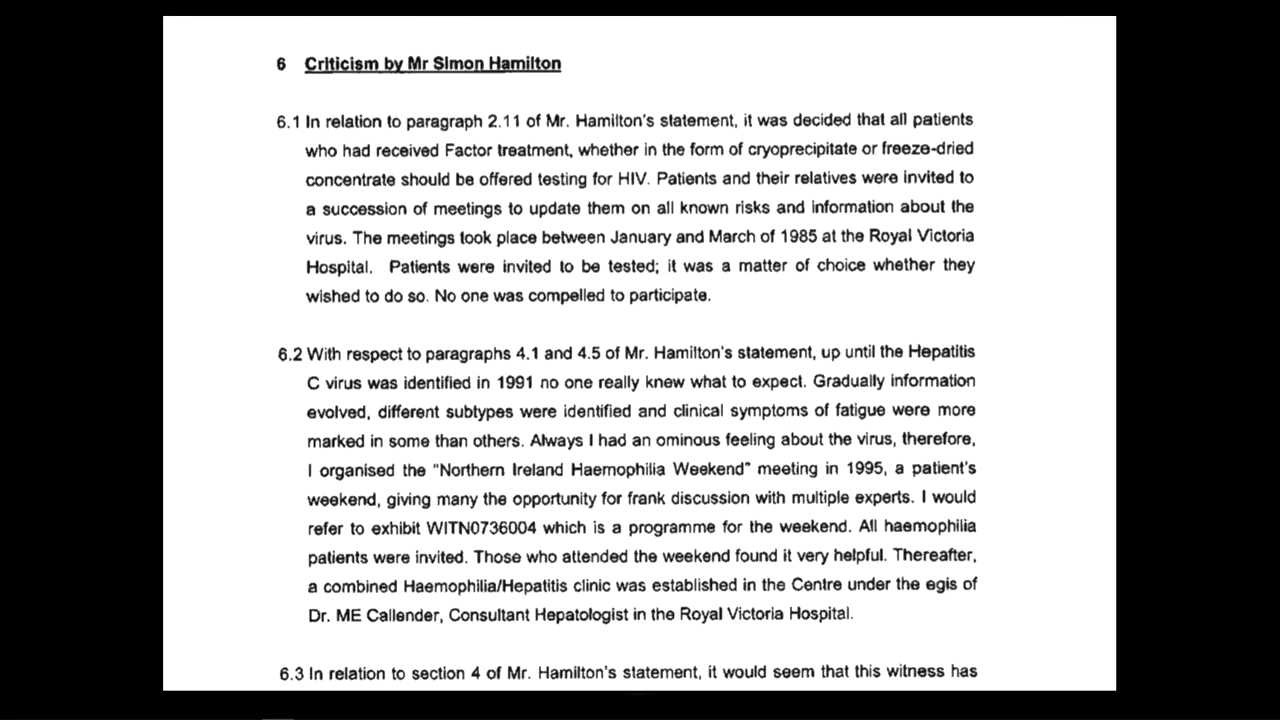 6 Criticism by Mr Simon Hamilton
6.1 In relation to paragraph 2.11 of Mr. Hamilton's statement, it was decided that all patients
who had received Factor treatment, whether in the form of cryoprecipitate or freeze-dried
concentrate should be offered testing for HIV. Patients and their relatives were invited to
a succession of meetings to update them on all known risks and information about the
virus. The meetings took place between January and March of 1985 at the Royal Victoria
Hospital. Patients were invited to be tested; it was a matter of choice whether they
wished to do so. No one was compelled to participate.
6.2 With respect to paragraphs 4.1 and 4.5 of Mr. Hamilton's statement, up until the Hepatitis
C virus was identified in 1991 no one really knew what to expect. Gradually information
evolved, different subtypes were identified and clinical symptoms of fatigue were more
marked in some than others. Always I had an ominous feeling about the virus, therefore,
I organised the "Northern Ireland Haemophilia Weekend" meeting in 1995, a patient's
weekend, giving many the opportunity for frank discussion with multiple experts. I would
refer to exhibit WITN0736004 which is a programme for the weekend. All haemophilia
patients were invited. Those who attended the weekend found it very helpful. Thereafter,
a combined Haemophilia/Hepatitis clinic was established in the Centre under the egis of
Dr. ME Callender, Consultant Hepatologist in the Royal Victoria Hospital.
6.3 In relation to section 4 of Mr. Hamilton's statement, it would seem that this witness has